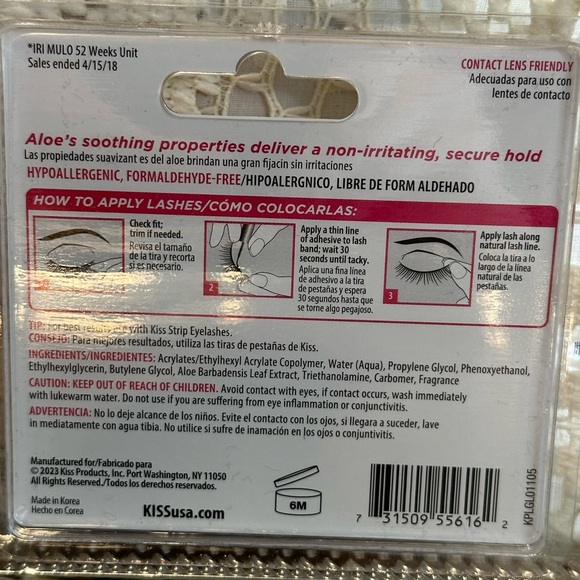 *IRI MULO 52 Weeks Unit
Sales ended 4/15/18
CONTACT LENS FRIENDLY
Adecuadas para uso con
lentes de contacto
Aloe's soothing properties deliver a non-irritating, secure hold
Las propiedades suavizant es del aloe brindan una gran fijacin sin irritaciones
HYPOALLERGENIC, FORMALDEHYDE-FREE/HIPOALERGNICO, LIBRE DE FORM ALDEHADO
HOW TO APPLY LASHES/CÓMO COLOCARLAS:
Check fit;
trim if needed.
Revisa el tamaño
de la tira y recorta
si es necesario.
2
Apply a thin line
of adhesive to lash
band; wait 30
seconds until tacky.
Aplica una fina línea
de adhesivo a la tira
de pestañas y espera
30 segundos hasta que
se torne algo pegajoso.
3
Apply lash along
natural lash line.
Coloca la tira a lo
largo de la línea
natural de las
pestañas.
TIP: For best results, use with Kiss Strip Eyelashes.
CONSEJO: Para mejores resultados, utiliza las tiras de pestañas de Kiss.
INGREDIENTS/INGREDIENTES: Acrylates/Ethylhexyl Acrylate Copolymer, Water (Aqua), Propylene Glycol, Phenoxyethanol,
Ethylhexylglycerin, Butylene Glycol, Aloe Barbadensis Leaf Extract, Triethanolamine, Carbomer, Fragrance
CAUTION: KEEP OUT OF REACH OF CHILDREN. Avoid contact with eyes, if contact occurs, wash immediately
with lukewarm water. Do not use if you are suffering from eye inflammation or conjunctivitis.
ADVERTENCIA: No lo deje alcance de los niños. Evite el contacto con los ojos, si llegara a suceder, lave
in mediatamente con agua tibia. No utilice si sufre de inamación en los ojos o conjuntivitis.
Manufactured for/Fabricado para
© 2023 Kiss Products, Inc. Port Washington, NY 11050
All Rights Reserved./Todos los derechos reservados.
Made in Korea
Hecho en Corea
KISSusa.com
6M
7 31509 55616 2
KPLGL01105